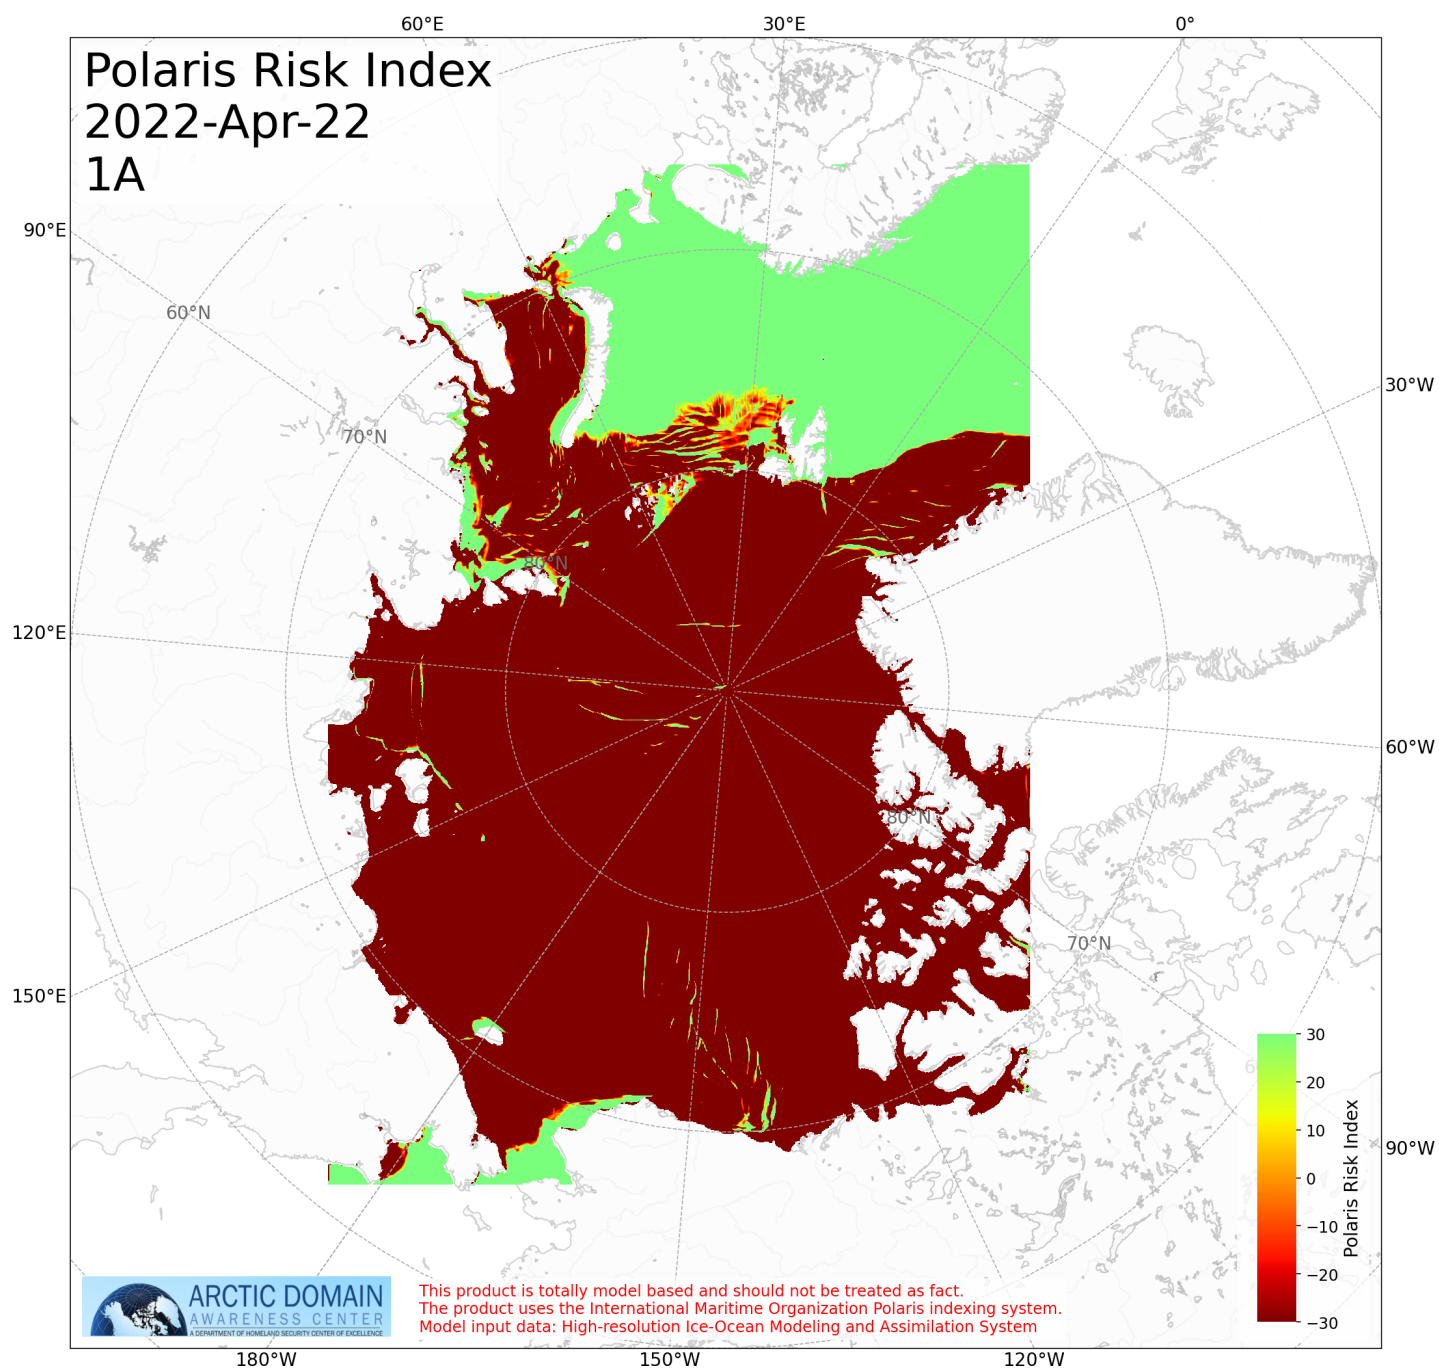 60°E
30°E
0°
Polaris Risk Index
2022-Apr-22
1A
90°E
60°N
30°W
70°N
80°N
120°E
60°W
80°N
70°N
150°E
30
20
10
0
−10
−20
−30
Polaris Risk Index
90°W
ARCTIC DOMAIN
AWARENESS CENTER
A DEPARTMENT OF HOMELAND SECURITY CENTER OF EXCELLENCE
This product is totally model based and should not be treated as fact.
The product uses the International Maritime Organization Polaris indexing system.
Model input data: High-resolution Ice-Ocean Modeling and Assimilation System
180°W
150°W
120°W